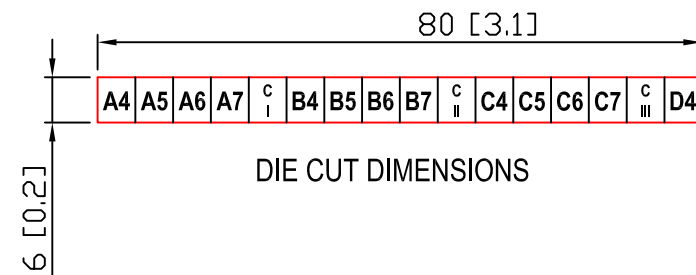 80 [3.1]
A4 A5 A6 A7 C I B4 B5 B6 B7 C II C4 C5 C6 C7 C III D4
DIE CUT DIMENSIONS
6 [0.2]